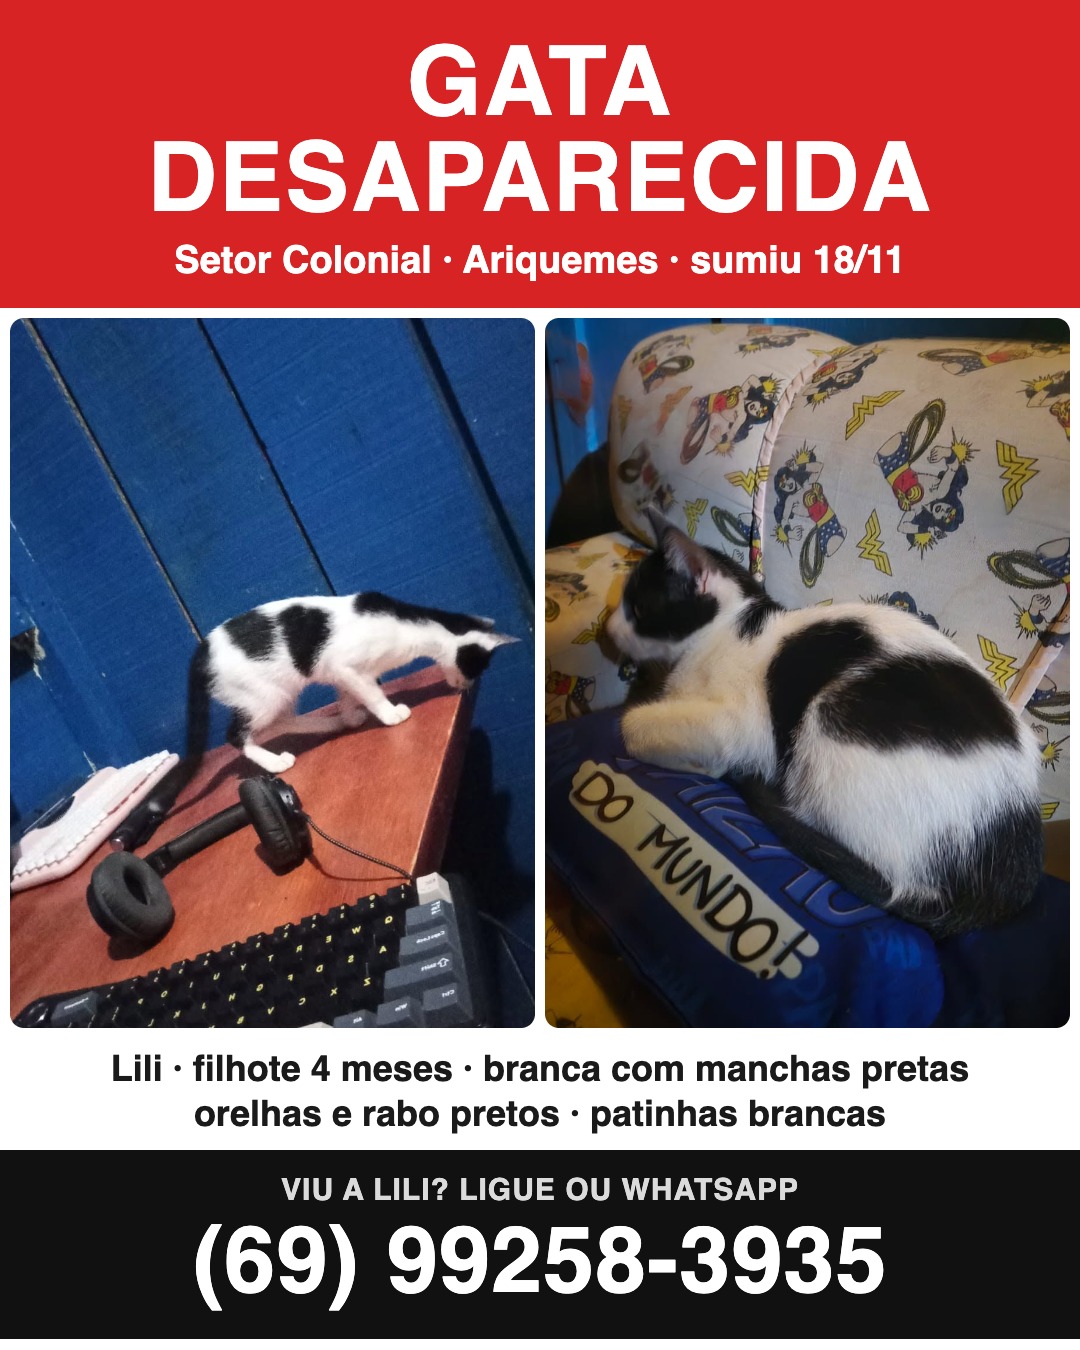 GATA
DESAPARECIDA
Setor Colonial · Ariquemes · sumiu 18/11
DO MUNDO!
Lili · filhote 4 meses · branca com manchas pretas
orelhas e rabo pretos · patinhas brancas
VIU A LILI? LIGUE OU WHATSAPP
(69) 99258-3935